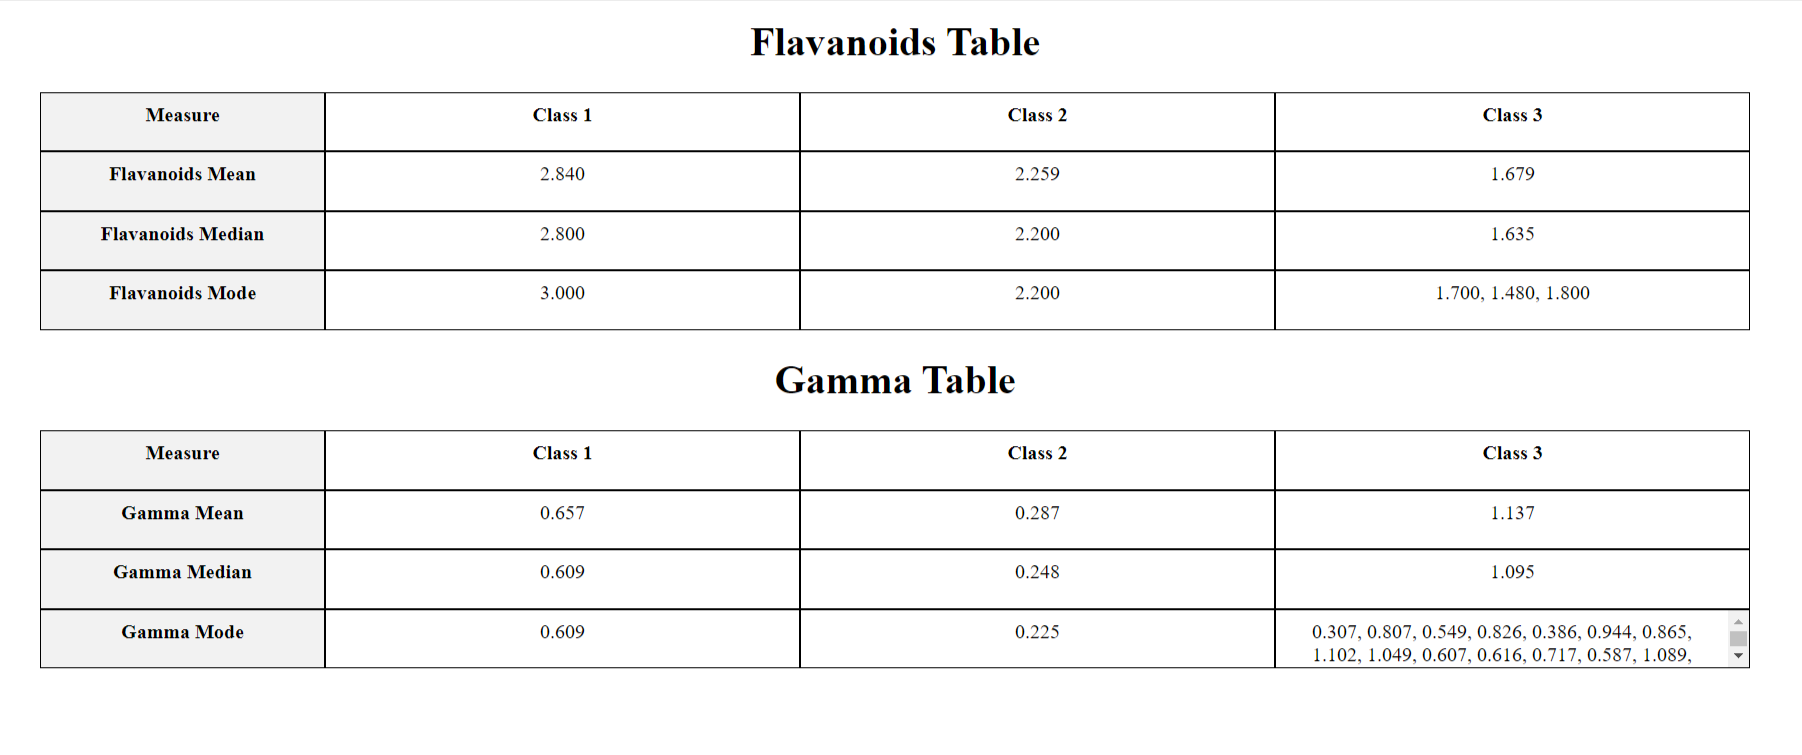 Flavanoids Table
Measure Class 1 Class 2 Class 3
Flavanoids Mean 2.840 2.259 1.679
Flavanoids Median 2.800 2.200 1.635
Flavanoids Mode 3.000 2.200 1.700, 1.480, 1.800
Gamma Table
Measure Class 1 Class 2 Class 3
Gamma Mean 0.657 0.287 1.137
Gamma Median 0.609 0.248 1.095
Gamma Mode 0.609 0.225 0.307, 0.807, 0.549, 0.826, 0.386, 0.944, 0.865,
1.102, 1.049, 0.607, 0.616, 0.717, 0.587, 1.089,